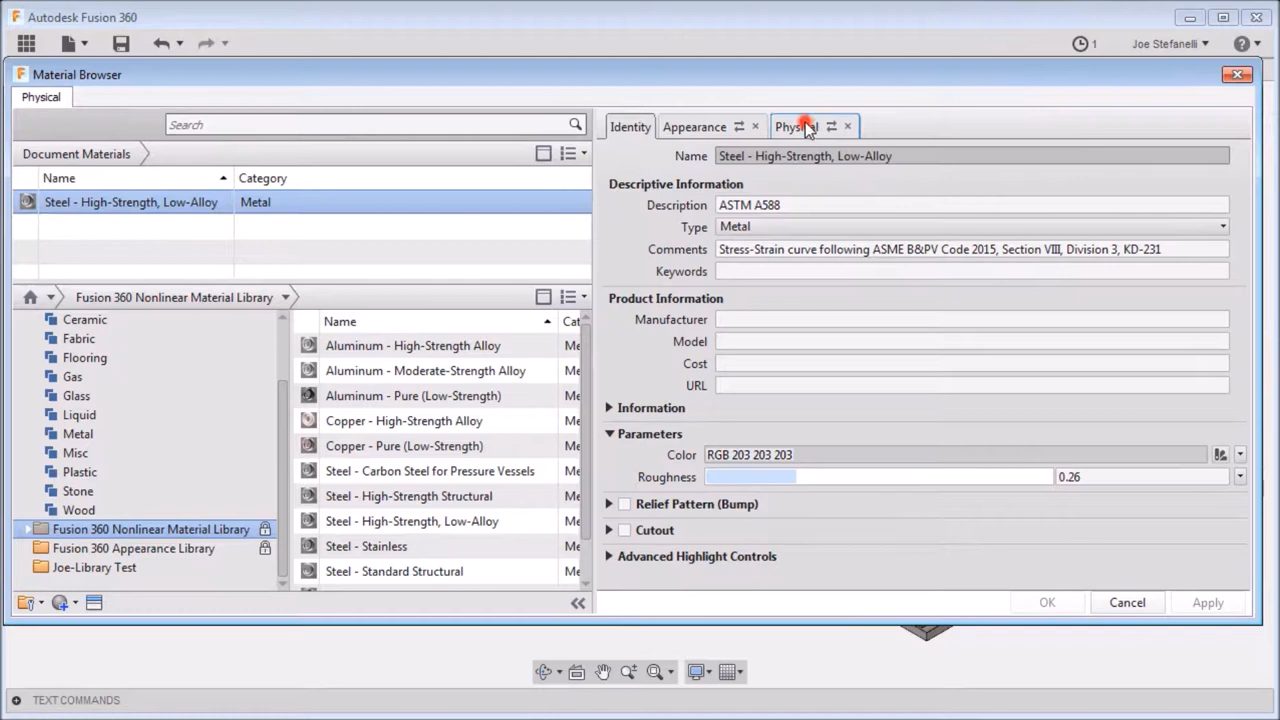 Autodesk Fusion 360
1
Joe Stefanelli
Material Browser
Physical
Search
Document Materials
Name
Category
Steel - High-Strength, Low-Alloy
Metal
Fusion 360 Nonlinear Material Library
Ceramic
Fabric
Flooring
Gas
Glass
Liquid
Metal
Misc
Plastic
Stone
Wood
Fusion 360 Nonlinear Material Library
Fusion 360 Appearance Library
Joe-Library Test
Name
Cat
Aluminum - High-Strength Alloy
Me
Aluminum - Moderate-Strength Alloy
Me
Aluminum - Pure (Low-Strength)
Me
Copper - High-Strength Alloy
Me
Copper - Pure (Low-Strength)
Me
Steel - Carbon Steel for Pressure Vessels
Me
Steel - High-Strength Structural
Me
Steel - High-Strength, Low-Alloy
Me
Steel - Stainless
Me
Steel - Standard Structural
Me
Identity
Appearance
Physical
Name
Steel - High-Strength, Low-Alloy
Descriptive Information
Description
ASTM A588
Type
Metal
Comments
Stress-Strain curve following ASME B&PV Code 2015, Section VIII, Division 3, KD-231
Keywords
Product Information
Manufacturer
Model
Cost
URL
Information
Parameters
Color
RGB 203 203 203
Roughness
0.26
Relief Pattern (Bump)
Cutout
Advanced Highlight Controls
OK
Cancel
Apply
TEXT COMMANDS